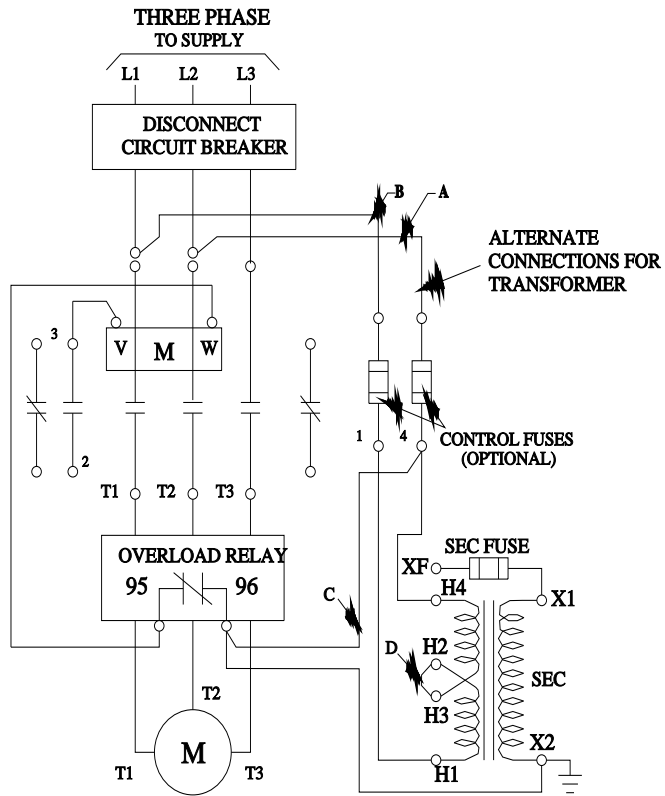 THREE PHASE
TO SUPPLY
L1 L2 L3
DISCONNECT
CIRCUIT BREAKER
B A
ALTERNATE
CONNECTIONS FOR
TRANSFORMER
3 V M W
1 4 CONTROL FUSES
(OPTIONAL)
2
T1 T2 T3
OVERLOAD RELAY
95 96
SEC FUSE
XF
H4 X1
C
D H2
SEC
H3
T2
X2
M
T1 T3 H1